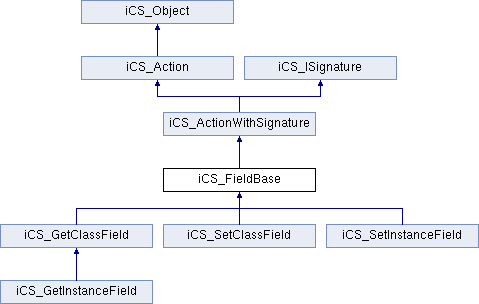 iCS_Object
iCS_Action
iCS_ISignature
iCS_ActionWithSignature
iCS_FieldBase
iCS_GetClassField
iCS_SetClassField
iCS_SetInstanceField
iCS_GetInstanceField